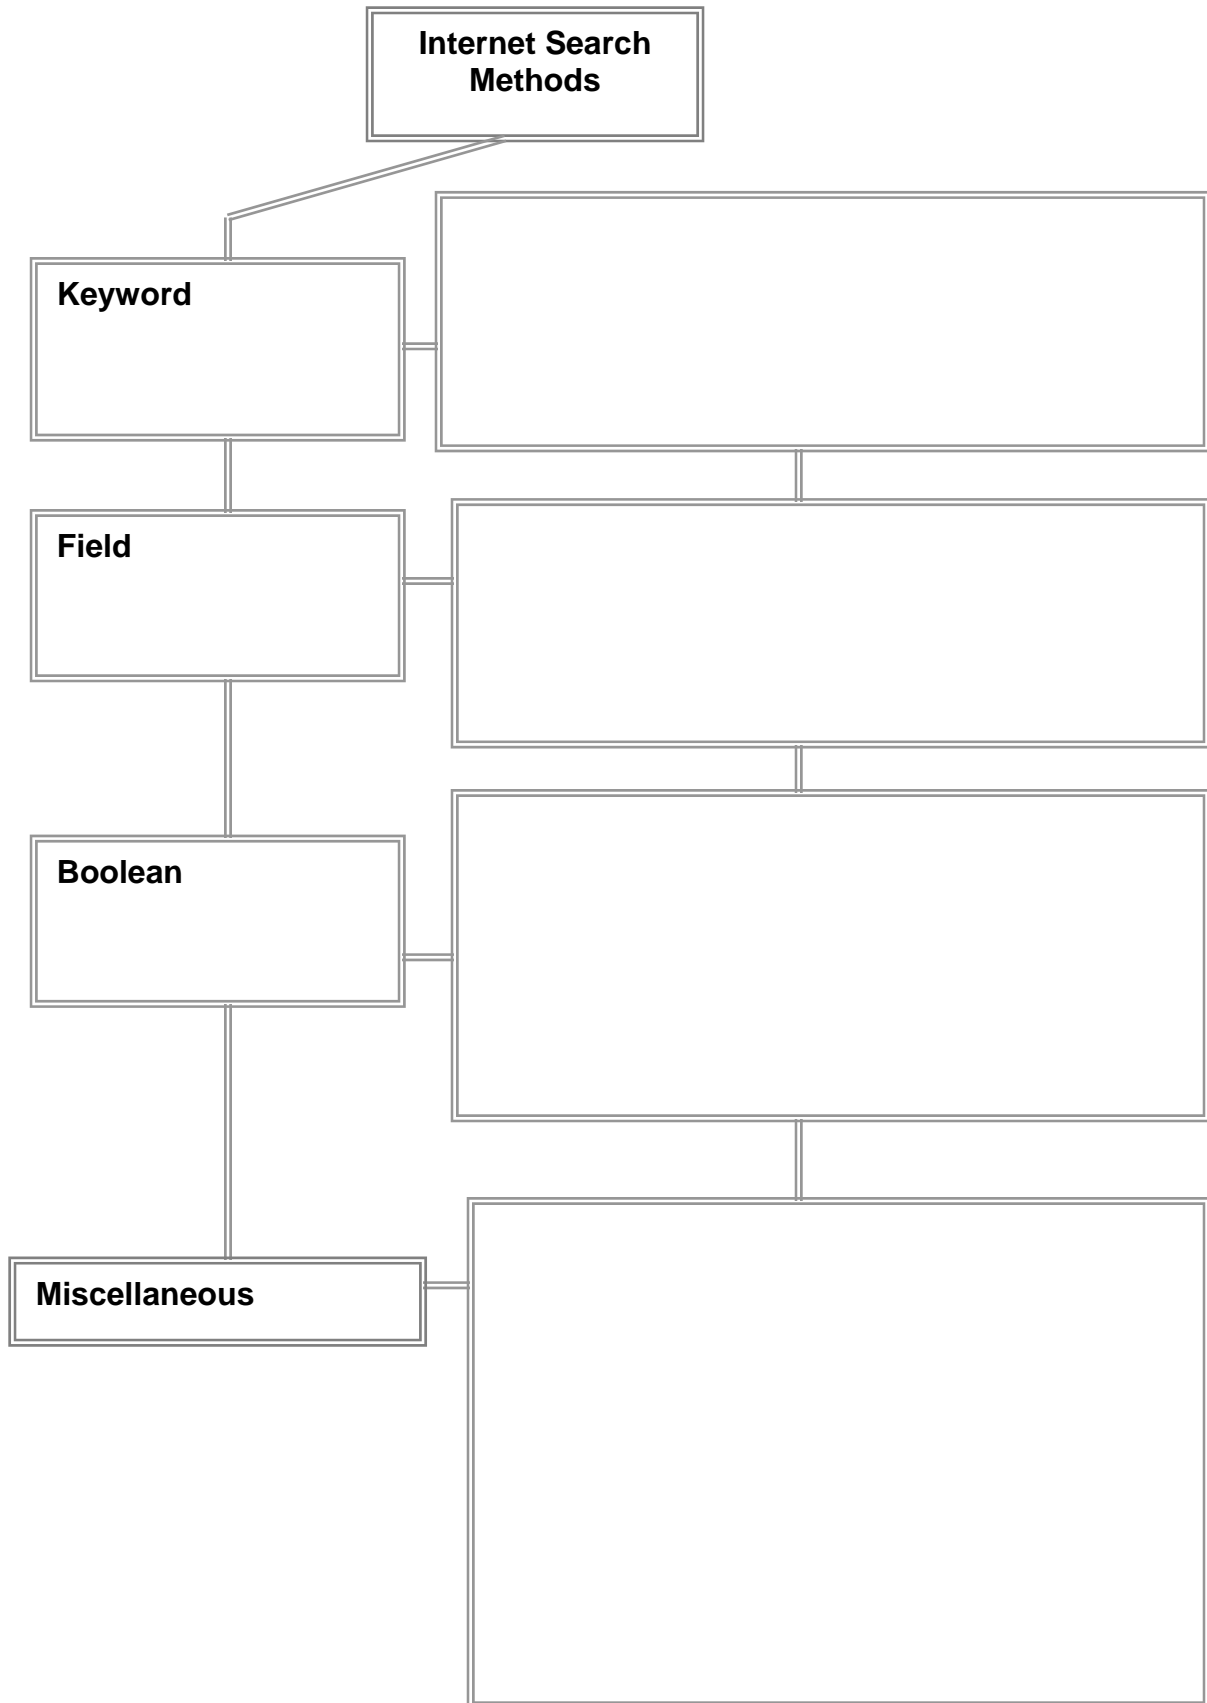 Internet Search
Methods
Keyword
Field
Boolean
Miscellaneous